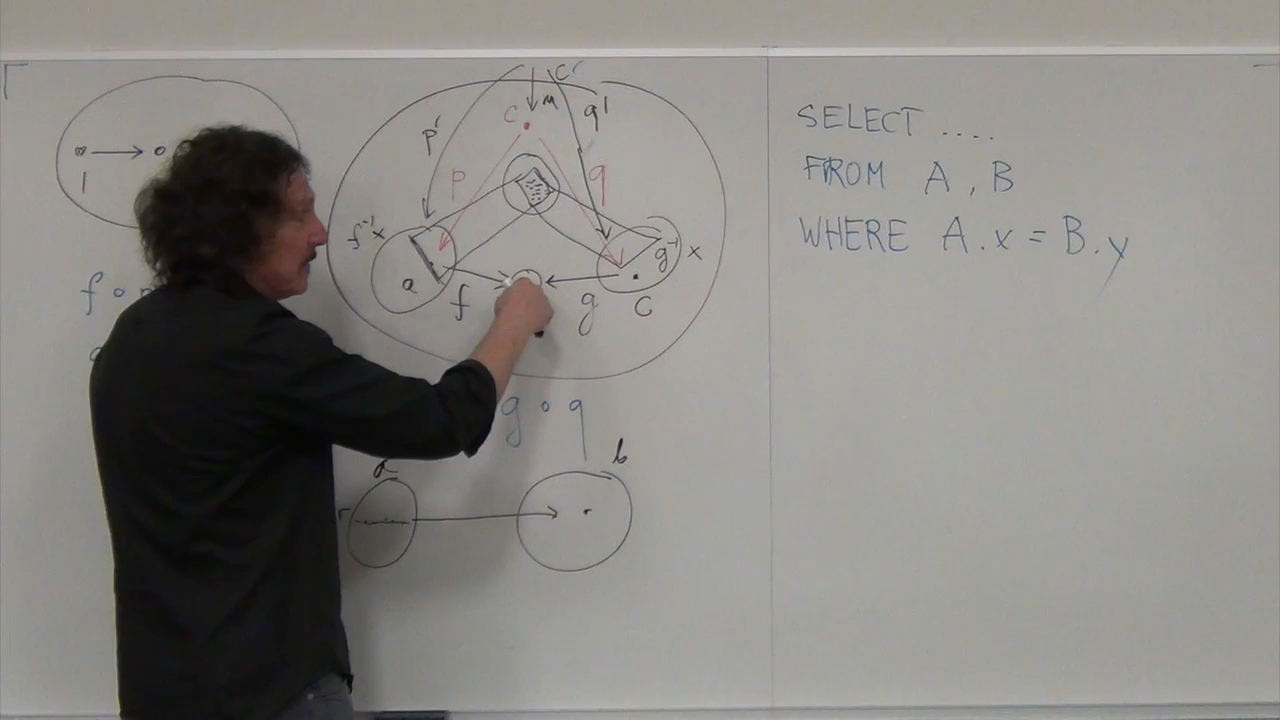 c'
M
p'
q'
c
p
q
f⁻¹x
g⁻¹ x
a
f
g
c
1
f ∘
g ∘ q
a
b
r
SELECT ....
FROM A , B
WHERE A.x = B.y